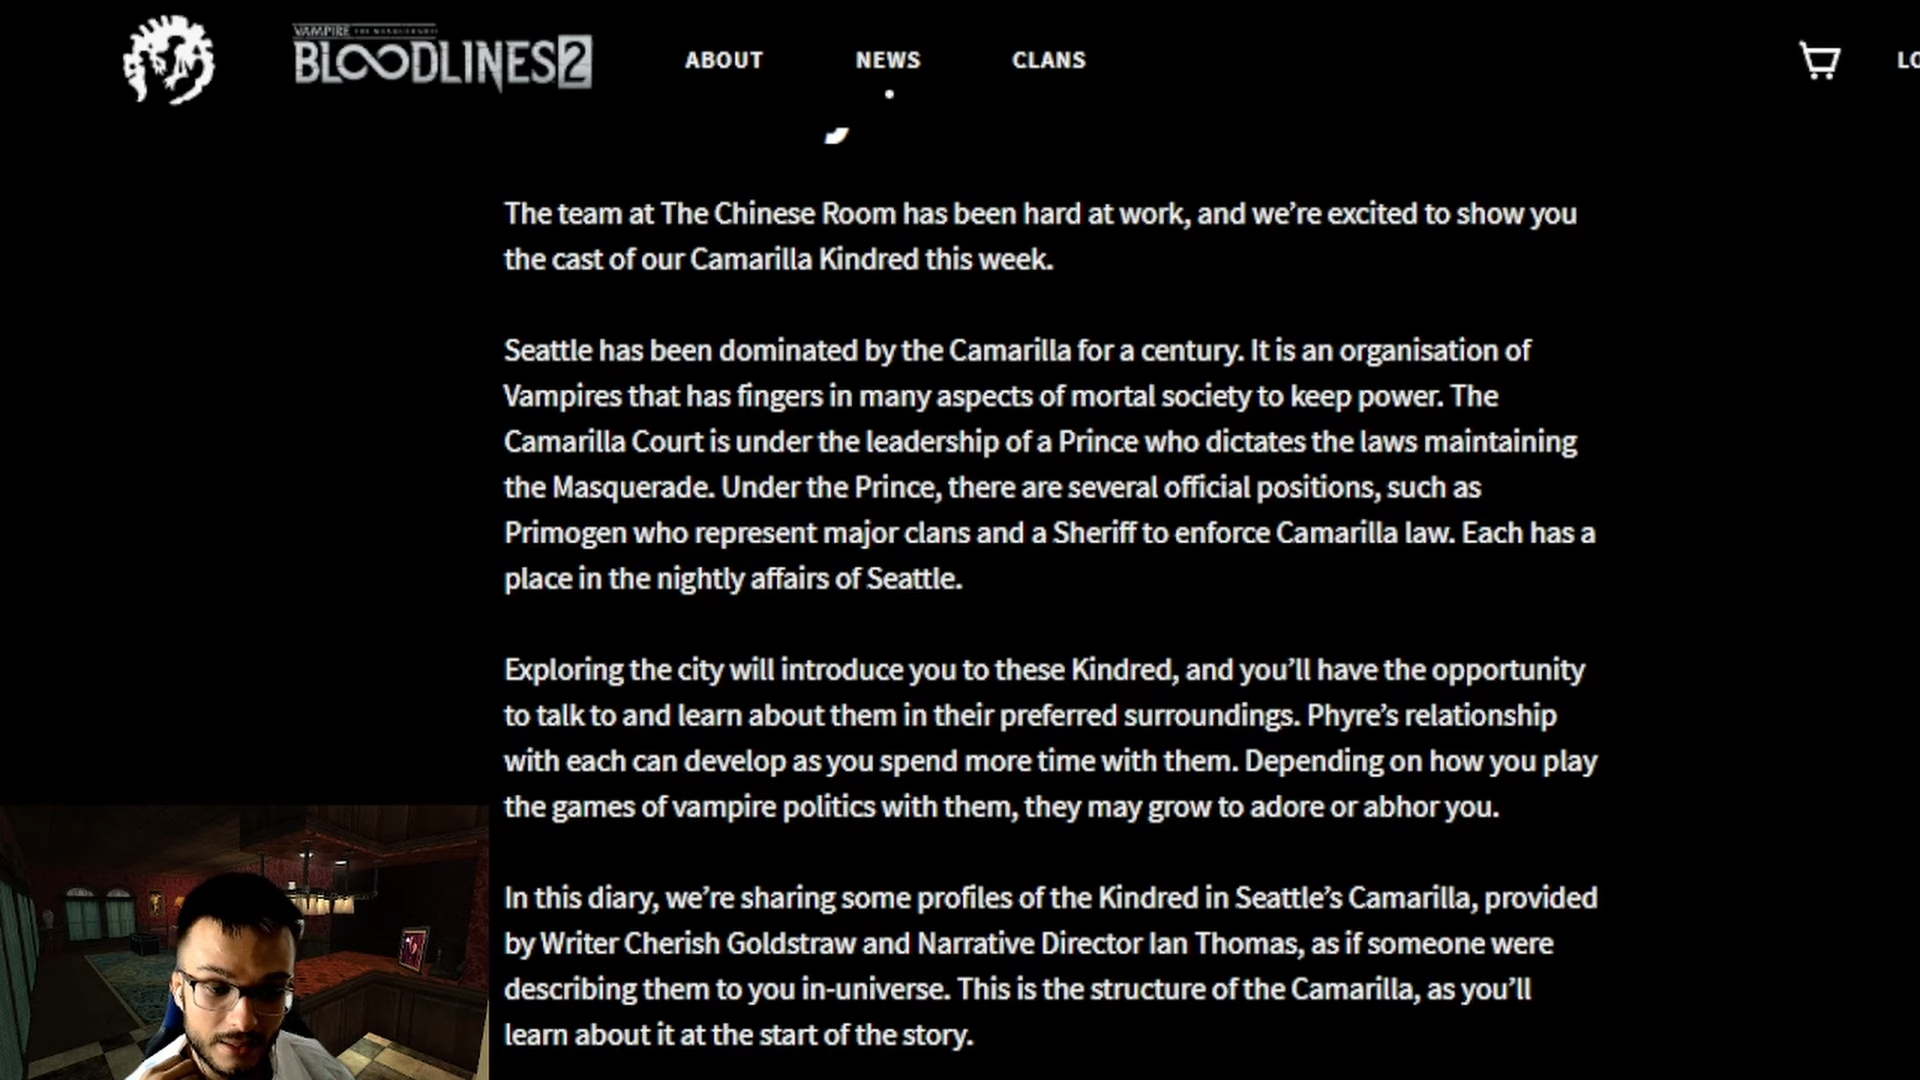 VAMPIRE THE MASQUERADE
BLOODLINES 2
ABOUT
NEWS
CLANS
LO
The team at The Chinese Room has been hard at work, and we’re excited to show you
the cast of our Camarilla Kindred this week.
Seattle has been dominated by the Camarilla for a century. It is an organisation of
Vampires that has fingers in many aspects of mortal society to keep power. The
Camarilla Court is under the leadership of a Prince who dictates the laws maintaining
the Masquerade. Under the Prince, there are several official positions, such as
Primogen who represent major clans and a Sheriff to enforce Camarilla law. Each has a
place in the nightly affairs of Seattle.
Exploring the city will introduce you to these Kindred, and you’ll have the opportunity
to talk to and learn about them in their preferred surroundings. Phyre’s relationship
with each can develop as you spend more time with them. Depending on how you play
the games of vampire politics with them, they may grow to adore or abhor you.
In this diary, we’re sharing some profiles of the Kindred in Seattle’s Camarilla, provided
by Writer Cherish Goldstraw and Narrative Director Ian Thomas, as if someone were
describing them to you in-universe. This is the structure of the Camarilla, as you’ll
learn about it at the start of the story.